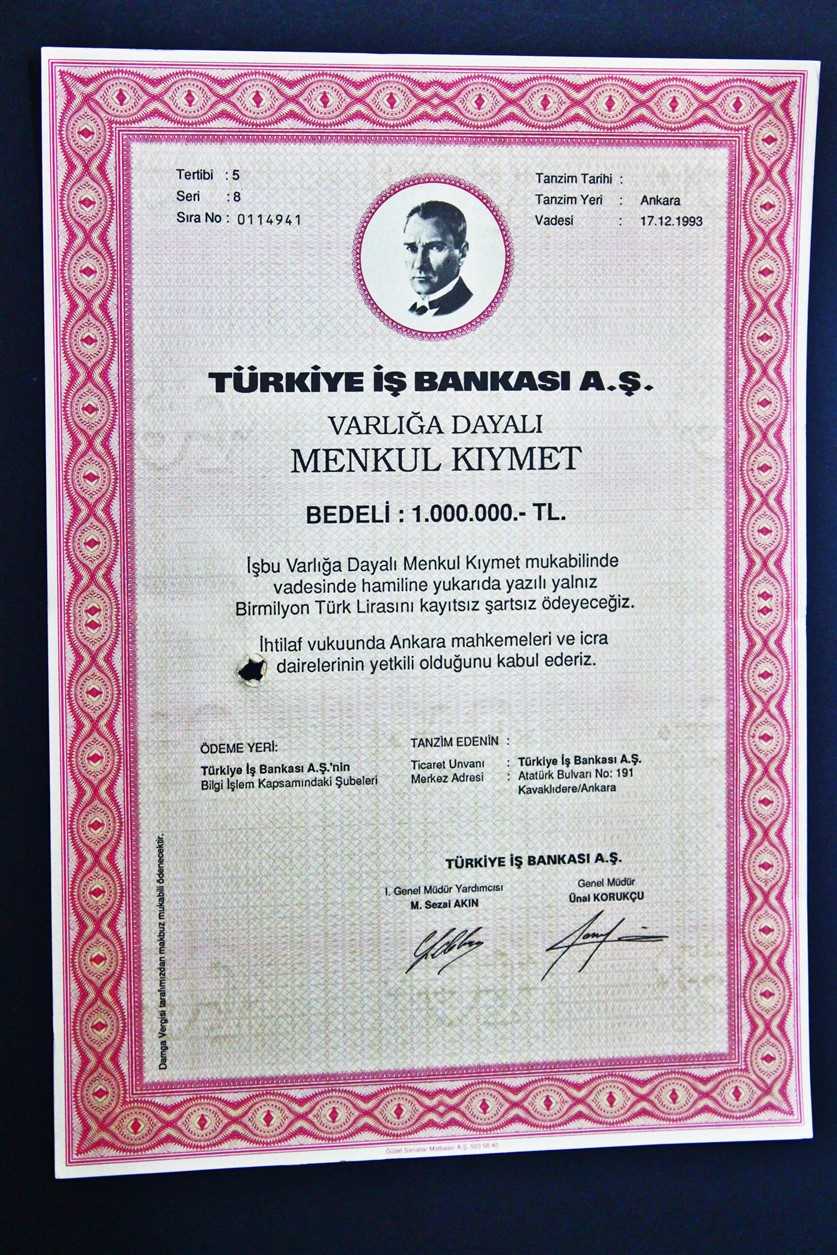 Tertibi : 5
Seri : 8
Sıra No : 0114941
Tanzim Tarihi :
Tanzim Yeri : Ankara
Vadesi : 17.12.1993
TÜRKİYE İŞ BANKASI A.Ş.
VARLIĞA DAYALI
MENKUL KIYMET
BEDELİ : 1.000.000.- TL.
İşbu Varlığa Dayalı Menkul Kıymet mukabilinde
vadesinde hamiline yukarıda yazılı yalnız
Birmilyon Türk Lirasını kayıtsız şartsız ödeyeceğiz.
İhtilaf vukuunda Ankara mahkemeleri ve icra
dairelerinin yetkili olduğunu kabul ederiz.
ÖDEME YERİ:
Türkiye İş Bankası A.Ş.'nin
Bilgi İşlem Kapsamındaki Şubeleri
TANZIM EDENİN :
Ticaret Unvanı : Türkiye İş Bankası A.Ş.
Merkez Adresi : Atatürk Bulvarı No: 191
Kavaklıdere/Ankara
TÜRKİYE İŞ BANKASI A.Ş.
I. Genel Müdür Yardımcısı
M. Sezai AKIN
Genel Müdür
Ünal KORUKÇU
Damga Vergisi tarafımızdan makbuz mukabili ödenecektir.
Güzel Sanatlar Matbaası A.Ş.